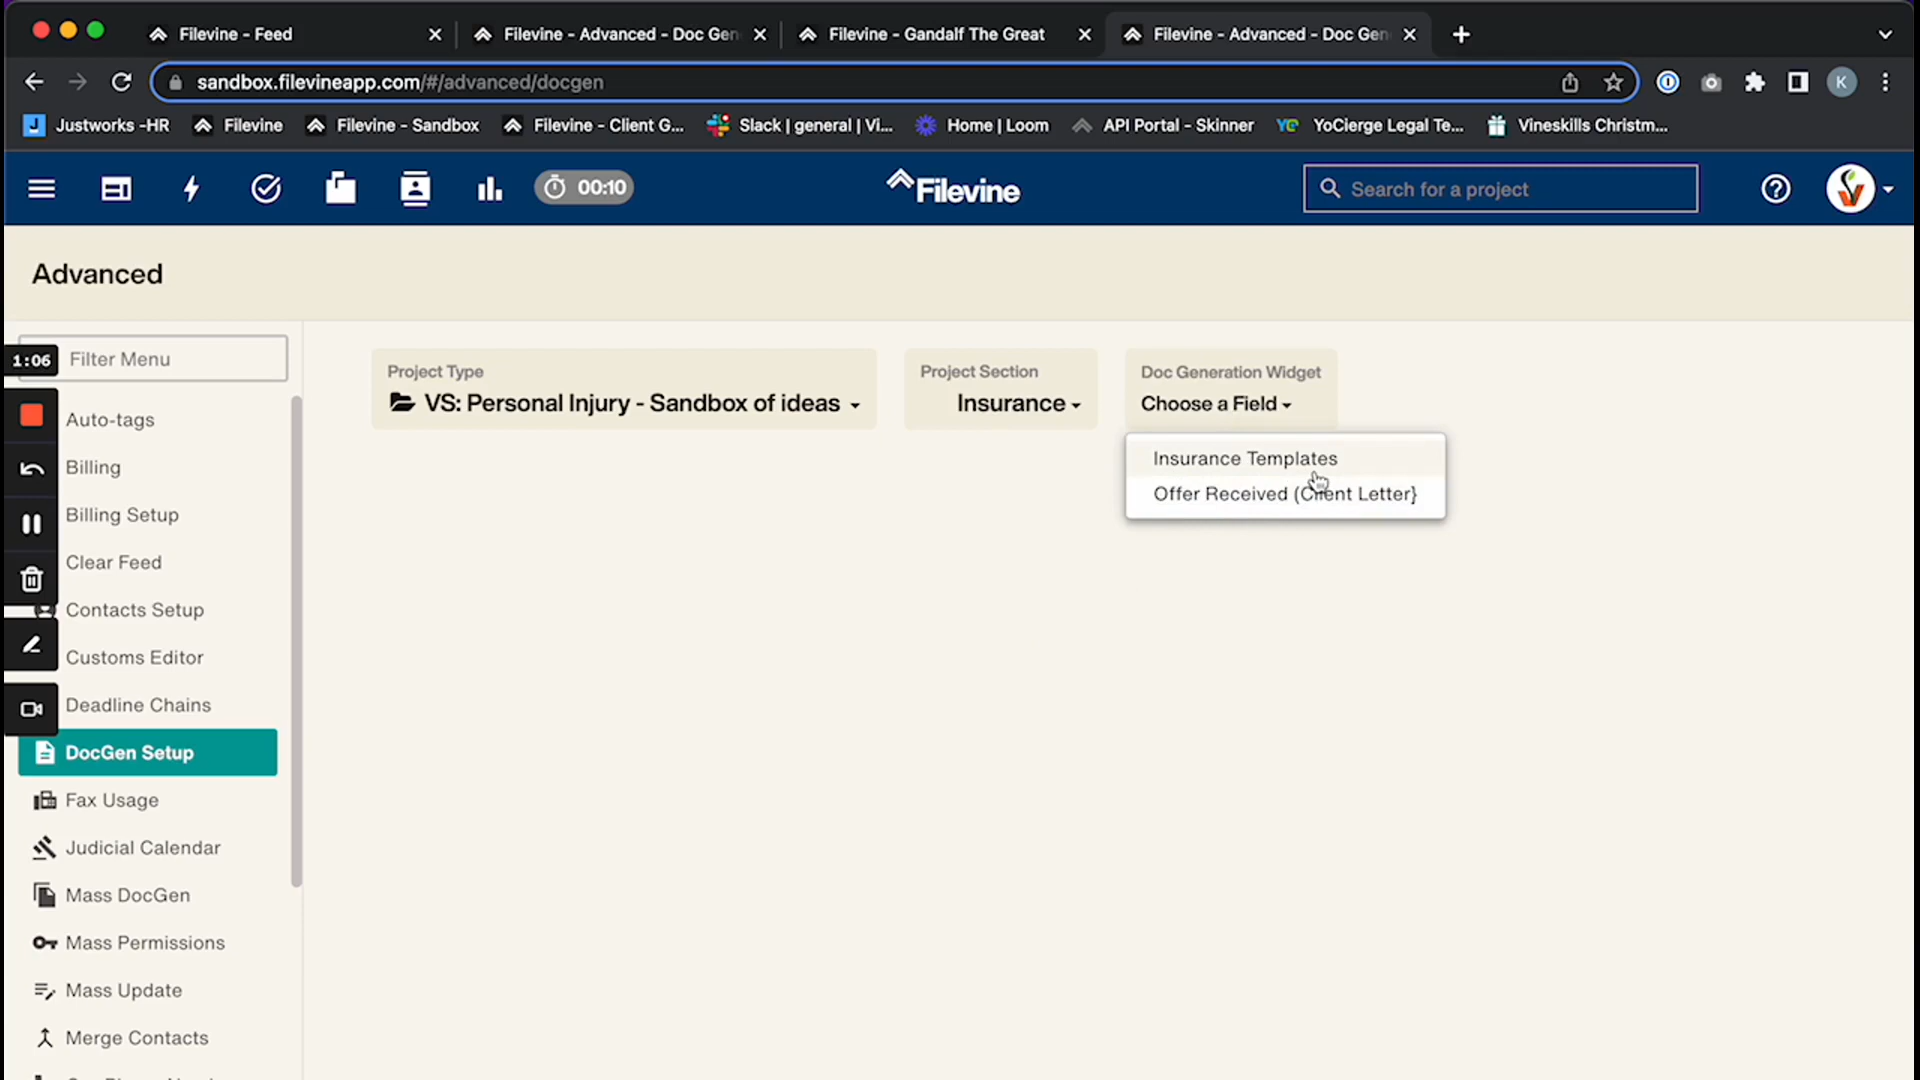 Filevine - Feed
Filevine - Advanced - Doc Gen
Filevine - Gandalf The Great
Filevine - Advanced - Doc Gen
sandbox.filevineapp.com/#/advanced/docgen
K
J Justworks -HR
Filevine
Filevine - Sandbox
Filevine - Client G...
Slack | general | Vi...
Home | Loom
API Portal - Skinner
YC YoCierge Legal Te...
Vineskills Christm...
00:10
Filevine
Search for a project
Advanced
1:06
Filter Menu
Project Type
VS: Personal Injury - Sandbox of ideas
Project Section
Insurance
Doc Generation Widget
Choose a Field
Insurance Templates
Offer Received (Client Letter}
Auto-tags
Billing
Billing Setup
Clear Feed
Contacts Setup
Customs Editor
Deadline Chains
DocGen Setup
Fax Usage
Judicial Calendar
Mass DocGen
Mass Permissions
Mass Update
Merge Contacts